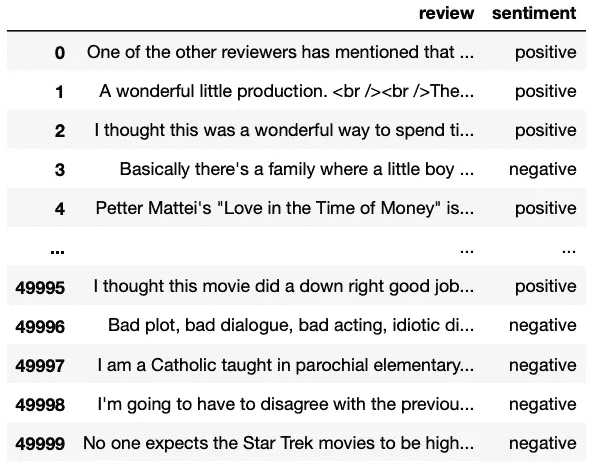 review sentiment
0 One of the other reviewers has mentioned that ... positive
1 A wonderful little production. <br /><br />The... positive
2 I thought this was a wonderful way to spend ti... positive
3 Basically there's a family where a little boy ... negative
4 Petter Mattei's "Love in the Time of Money" is... positive
... ... ...
49995 I thought this movie did a down right good job... positive
49996 Bad plot, bad dialogue, bad acting, idiotic di... negative
49997 I am a Catholic taught in parochial elementary... negative
49998 I'm going to have to disagree with the previou... negative
49999 No one expects the Star Trek movies to be high... negative